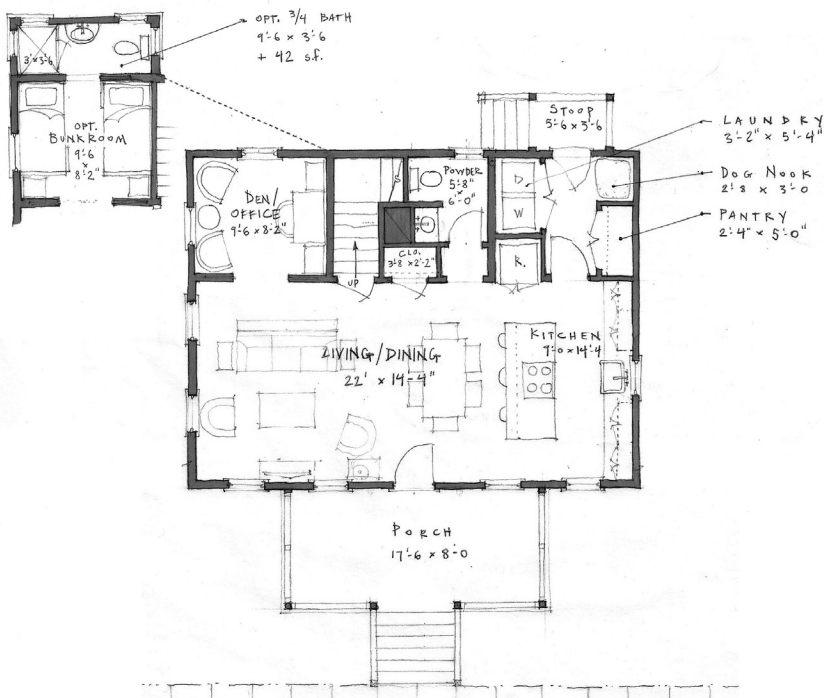 OPT. 3/4 BATH
9'-6 x 3'-6
+ 42 s.f.
3' x 3'-6
OPT.
BUNKROOM
9'-6
x
8'-2"
STOOP
5'-6 x 3'-6
LAUNDRY
3'-2" x 5'-4"
DOG NOOK
2'-8 x 3'-0
PANTRY
2'-4" x 5'-0"
DEN/
OFFICE
9'-6 x 8'-2"
S
POWDER
5'-8"
x
6'-0"
D
W
CLO.
3'-8 x 2'-2"
R.
UP
LIVING/DINING
22' x 14'-4"
KITCHEN
9'-0 x 14'-4
PORCH
17'-6 x 8'-0